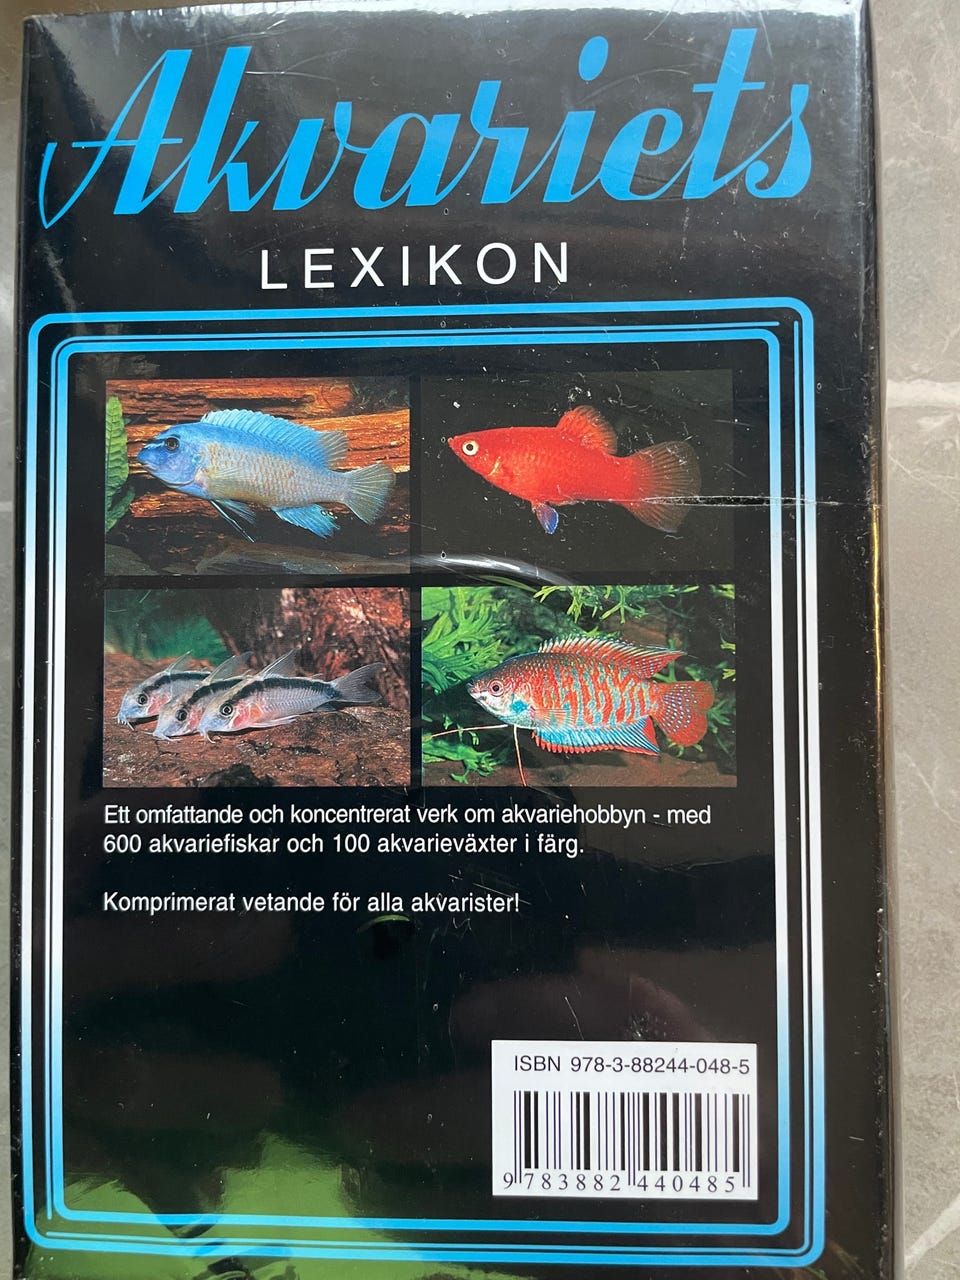 Akvariets
LEXIKON
Ett omfattande och koncentrerat verk om akvariehobbyn - med
600 akvariefiskar och 100 akvarieväxter i färg.
Komprimerat vetande för alla akvarister!
ISBN 978-3-88244-048-5
9 783882 440485